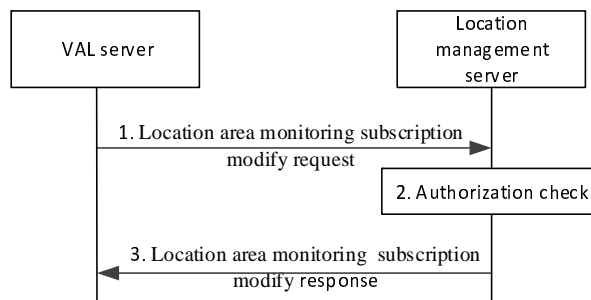 VAL server
Location
management
server
1. Location area monitoring subscription
modify request
2. Authorization check
3. Location area monitoring subscription
modify response